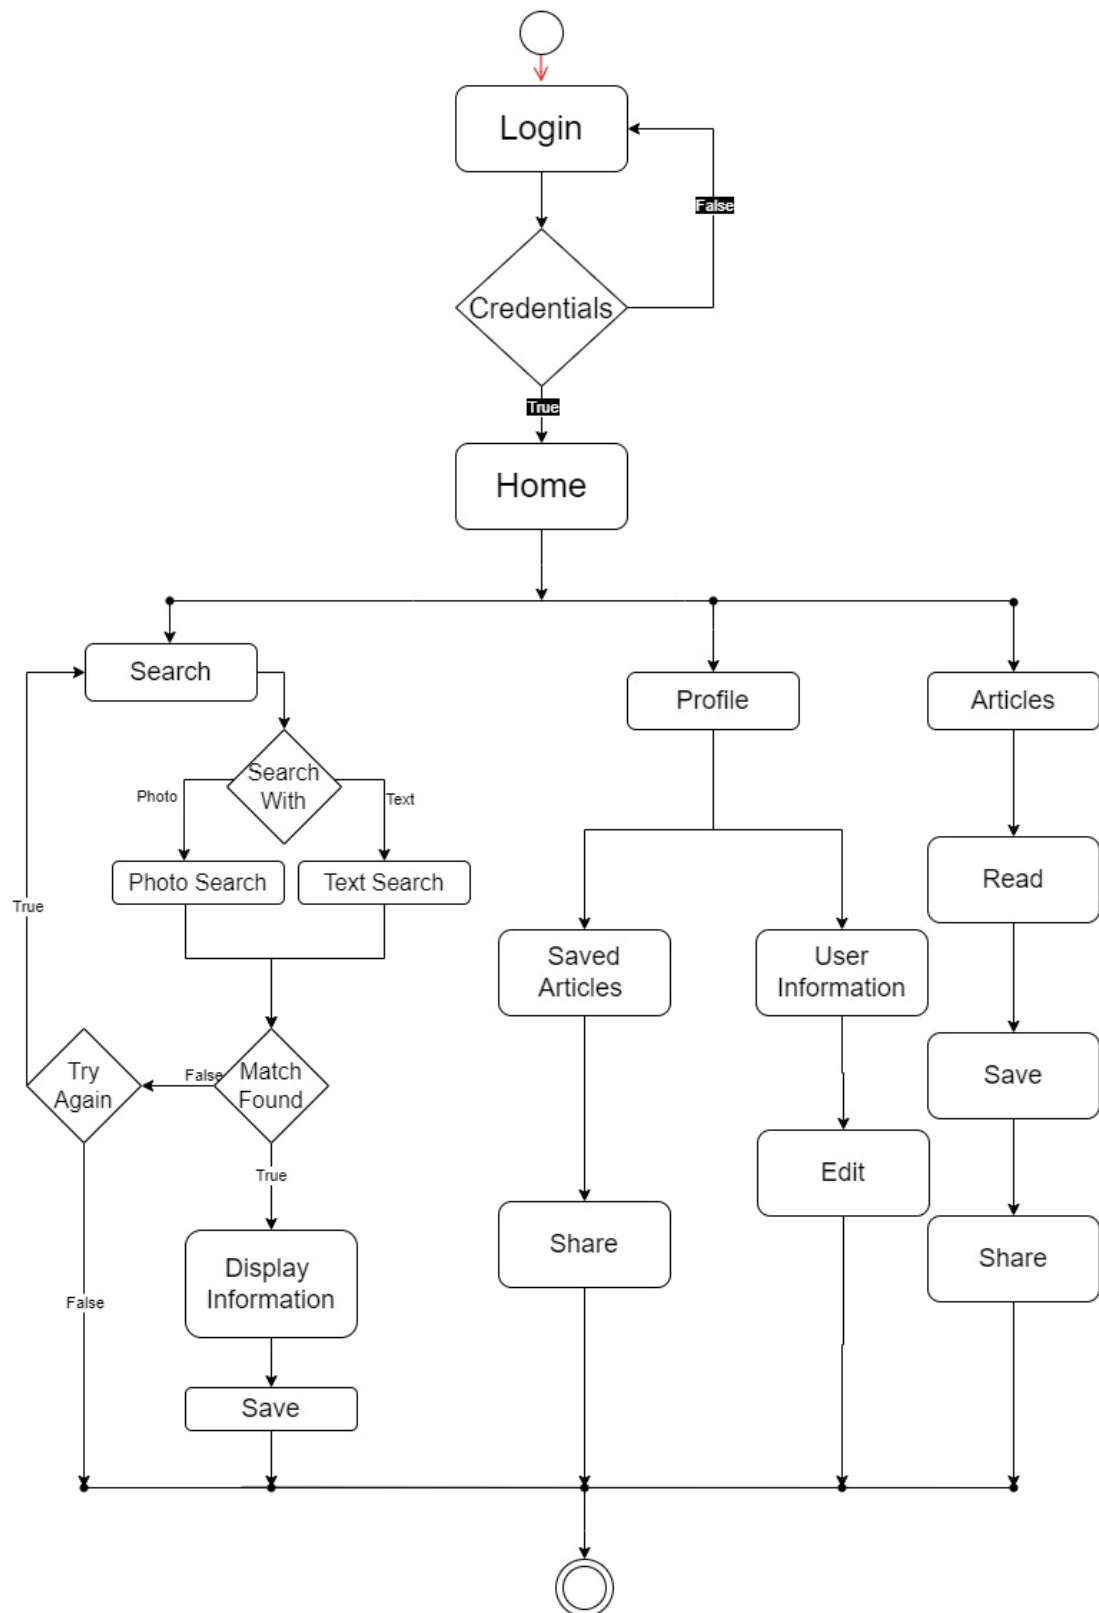 Login
False
Credentials
True
Home
Search
Profile
Articles
Search
With
Photo
Text
Photo Search
Text Search
Read
True
Saved
Articles
User
Information
Try
Again
False
Match
Found
Save
True
Edit
Share
Share
Display
Information
False
Save